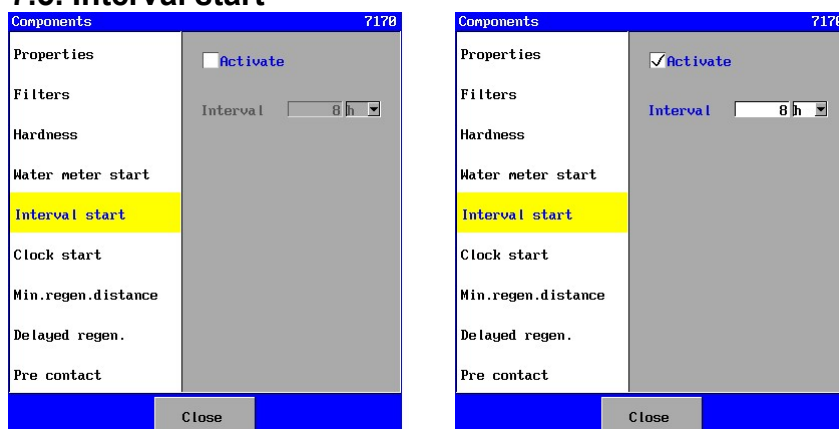 7.5. Interval start
Components 7170
Properties
Activate
Filters
Interval 8 h
Hardness
Water meter start
Interval start
Clock start
Min.regen.distance
Delayed regen.
Pre contact
Close
Components 7170
Properties
Activate
Filters
Interval 8 h
Hardness
Water meter start
Interval start
Clock start
Min.regen.distance
Delayed regen.
Pre contact
Close